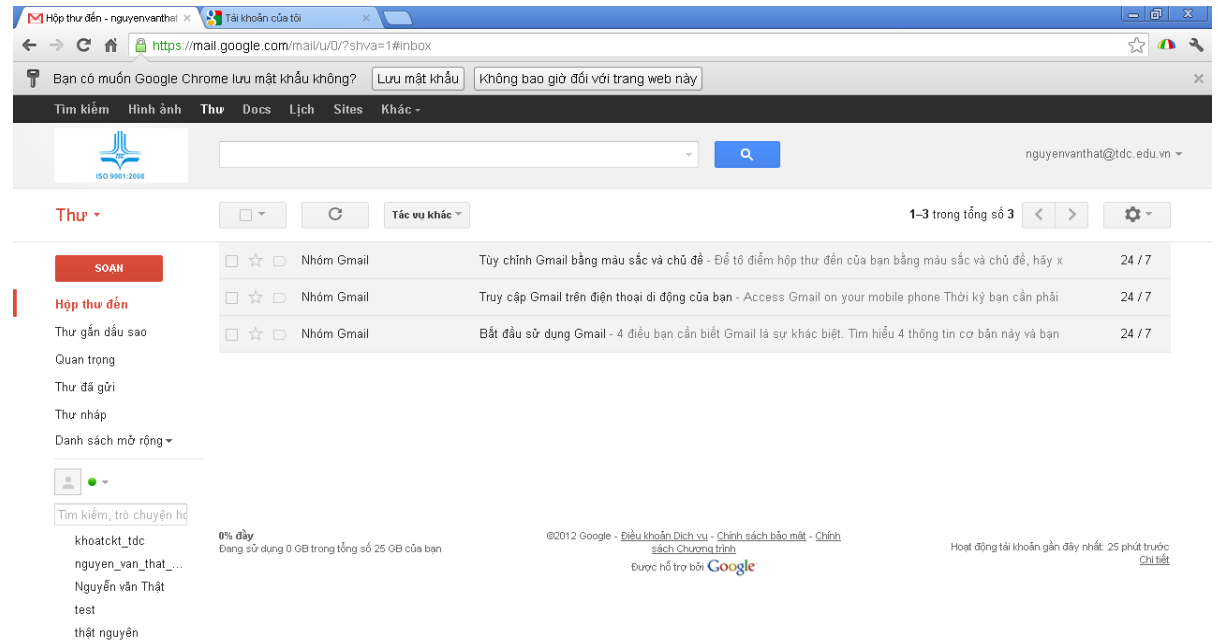 Hộp thư đến - nguyenvanthat
Tài khoản của tôi
https://mail.google.com/mail/u/0/?shva=1#inbox
Bạn có muốn Google Chrome lưu mật khẩu không? Lưu mật khẩu Không bao giờ đối với trang web này
Tìm kiếm Hình ảnh Thư Docs Lịch Sites Khác
TDC
ISO 9001:2008
nguyenvanthat@tdc.edu.vn
Thư
Tác vụ khác
1–3 trong tổng số 3
SOẠN
Nhóm Gmail Tùy chỉnh Gmail bằng màu sắc và chủ đề - Để tô điểm hộp thư đến của bạn bằng màu sắc và chủ đề, hãy x 24 / 7
Hộp thư đến
Nhóm Gmail Truy cập Gmail trên điện thoại di động của bạn - Access Gmail on your mobile phone Thời kỳ bạn cần phải 24 / 7
Thư gắn dấu sao
Nhóm Gmail Bắt đầu sử dụng Gmail - 4 điều bạn cần biết Gmail là sự khác biệt. Tìm hiểu 4 thông tin cơ bản này và bạn 24 / 7
Quan trọng
Thư đã gửi
Thư nháp
Danh sách mở rộng
Tìm kiếm, trò chuyện hoặ
khoatckt_tdc
nguyen_van_that_...
Nguyễn văn Thật
test
thật nguyên
0% đầy
Đang sử dụng 0 GB trong tổng số 25 GB của bạn
©2012 Google - Điều khoản Dịch vụ - Chính sách bảo mật - Chính
sách Chương trình
Được hỗ trợ bởi Google
Hoạt động tài khoản gần đây nhất: 25 phút trước
Chi tiết